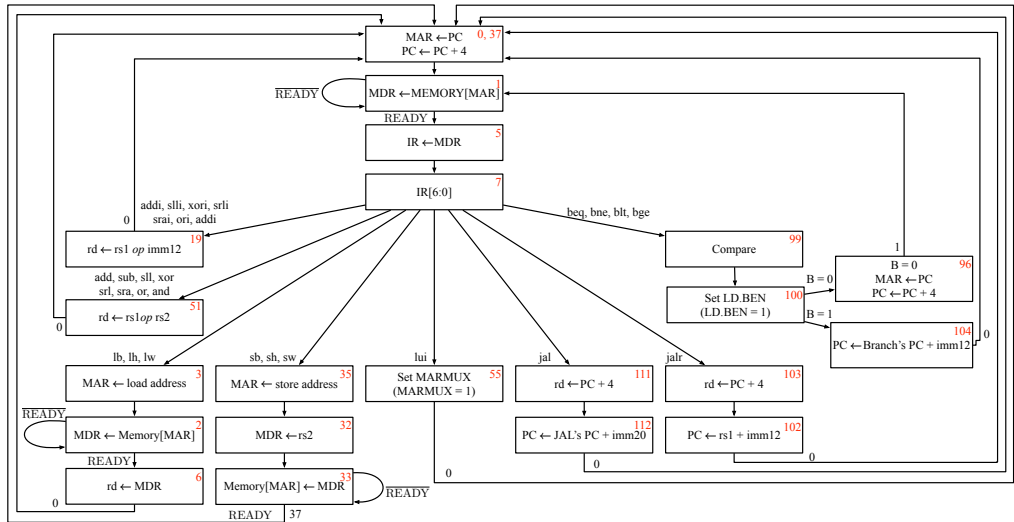 0, 37
MAR ←PC
PC ← PC + 4
1
MDR ←MEMORY[MAR]
READY
READY
5
IR ←MDR
7
IR[6:0]
addi, slli, xori, srli
srai, ori, addi
0
19
rd ← rs1 op imm12
add, sub, sll, xor
srl, sra, or, and
51
rd ← rs1op rs2
0
beq, bne, blt, bge
99
Compare
100
Set LD.BEN
(LD.BEN = 1)
B = 0
B = 1
1
B = 0
96
MAR ←PC
PC ←PC + 4
104
PC ←Branch's PC + imm12
0
lb, lh, lw
3
MAR ←load address
READY
2
MDR ←Memory[MAR]
READY
6
rd ← MDR
0
sb, sh, sw
35
MAR ←store address
32
MDR ←rs2
33
Memory[MAR] ← MDR
READY
READY
37
lui
55
Set MARMUX
(MARMUX = 1)
0
jal
111
rd ←PC + 4
112
PC ← JAL's PC + imm20
0
jalr
103
rd ←PC + 4
102
PC ←rs1 + imm12
0